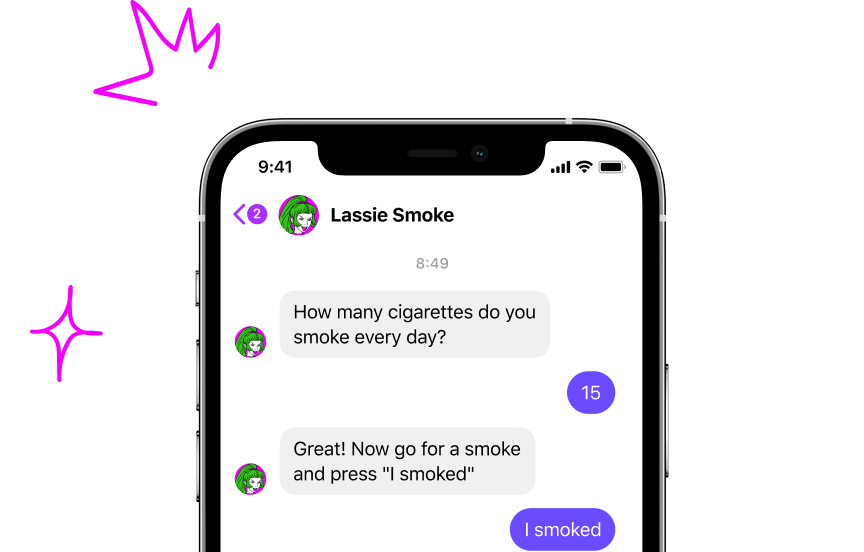 9:41
2
Lassie Smoke
8:49
How many cigarettes do you
smoke every day?
15
Great! Now go for a smoke
and press "I smoked"
I smoked